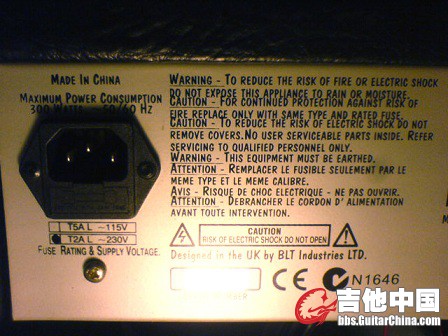 MADE IN CHINA
MAXIMUM POWER CONSUMPTION
300 WATTS 50/60 HZ
T5A L ~115V
T2A L ~230V
FUSE RATING & SUPPLY VOLTAGE.
WARNING - TO REDUCE THE RISK OF FIRE OR ELECTRIC SHOCK
DO NOT EXPOSE THIS APPLIANCE TO RAIN OR MOISTURE.
CAUTION - FOR CONTINUED PROTECTION AGAINST RISK OF
FIRE REPLACE ONLY WITH SAME TYPE AND RATED FUSE.
CAUTION - TO REDUCE THE RISK OF ELECTRIC SHOCK DO NOT
REMOVE COVERS. NO USER SERVICEABLE PARTS INSIDE. REFER
SERVICING TO QUALIFIED PERSONNEL ONLY.
WARNING - THIS EQUIPMENT MUST BE EARTHED.
ATTENTION - REMPLACER LE FUSIBLE SEULEMENT PAR LE
MEME TYPE ET LE MEME CALIBRE.
AVIS - RISQUE DE CHOC ELECTRIQUE - NE PAS OUVRIR.
ATTENTION - DEBRANCHER LE CORDON D' ALIMENTATION
AVANT TOUTE INTERVENTION.
CAUTION
RISK OF ELECTRIC SHOCK DO NOT OPEN
Designed in the UK by BLT Industries LTD.
CE
N1646
吉他中国
bbs.GuitarChina.com